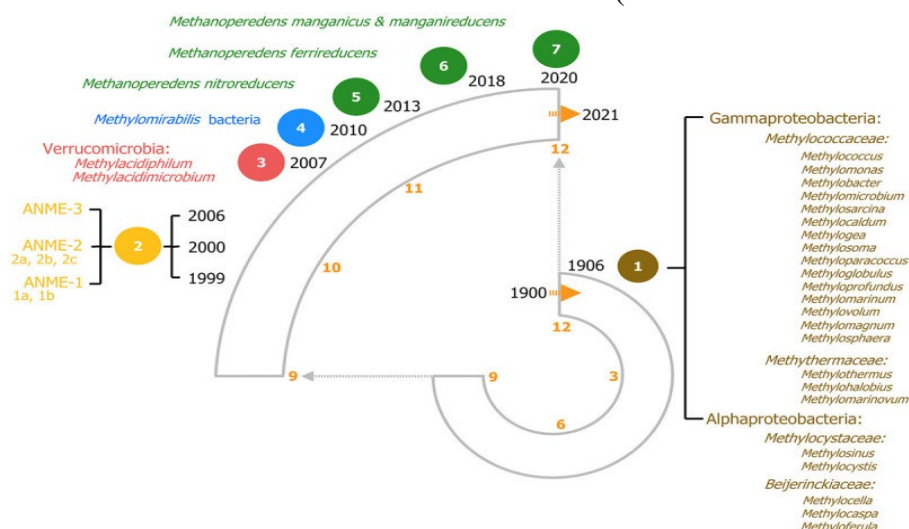 (
Methanoperedens manganicus & manganireducens
7
Methanoperedens ferrireducens
6
2020
2018
Methanoperedens nitroreducens
5
2013
2021
Methylomirabilis bacteria
4
2010
Verrucomicrobia:
Methylacidiphilum
Methylacidimicrobium
3
2007
12
11
10
9
ANME-3
ANME-2
2a, 2b, 2c
ANME-1
1a, 1b
2
2006
2000
1999
1900
1906
1
12
3
6
9
Gammaproteobacteria:
Methylococcaceae:
Methylococcus
Methylomonas
Methylobacter
Methylomicrobium
Methylosarcina
Methylocaldum
Methylogea
Methylosoma
Methyloparacoccus
Methyloglobulus
Methyloprofundus
Methylomarinum
Methylovolum
Methylomagnum
Methylosphaera
Methythermaceae:
Methylothermus
Methylohalobius
Methylomarinovum
Alphaproteobacteria:
Methylocystaceae:
Methylosinus
Methylocystis
Beijerinckiaceae:
Methylocella
Methylocaspa
Methyloferula